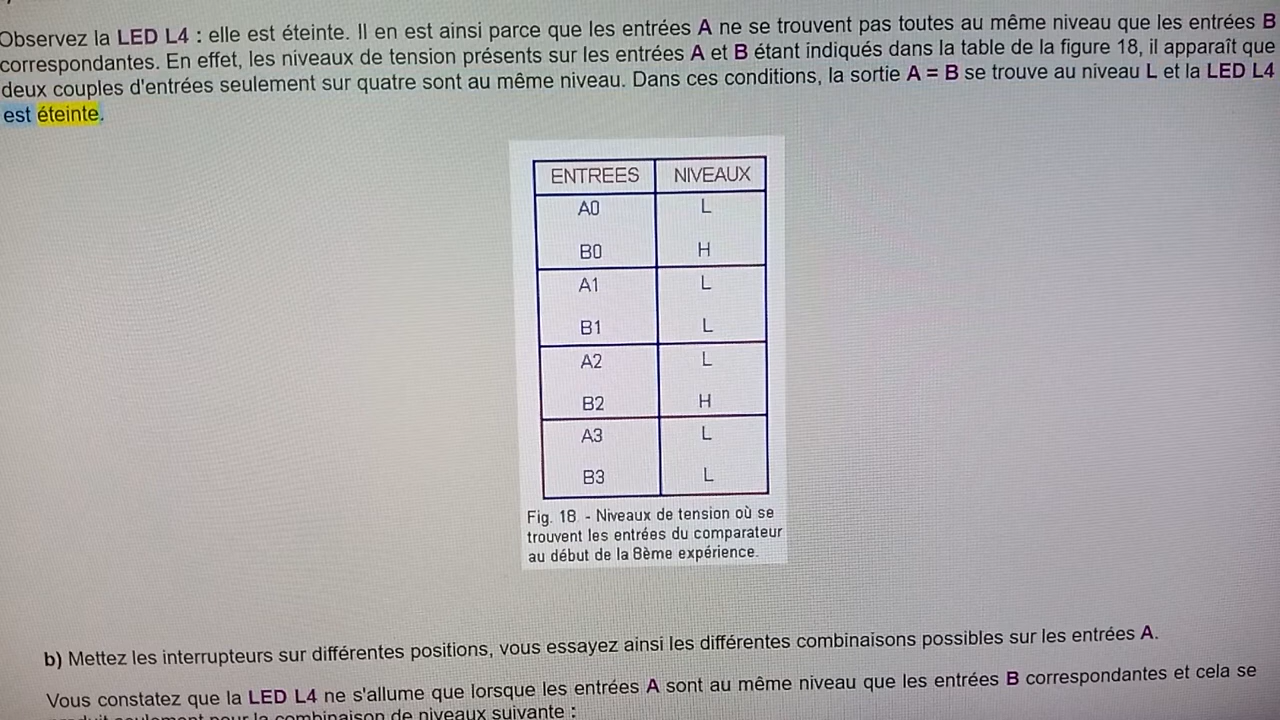 Observez la LED L4 : elle est éteinte. Il en est ainsi parce que les entrées A ne se trouvent pas toutes au même niveau que les entrées B
correspondantes. En effet, les niveaux de tension présents sur les entrées A et B étant indiqués dans la table de la figure 18, il apparaît que
deux couples d'entrées seulement sur quatre sont au même niveau. Dans ces conditions, la sortie A = B se trouve au niveau L et la LED L4
est éteinte.
ENTREES NIVEAUX
A0 L
B0 H
A1 L
B1 L
A2 L
B2 H
A3 L
B3 L
Fig. 18 - Niveaux de tension où se
trouvent les entrées du comparateur
au début de la 8ème expérience.
b) Mettez les interrupteurs sur différentes positions, vous essayez ainsi les différentes combinaisons possibles sur les entrées A.
Vous constatez que la LED L4 ne s'allume que lorsque les entrées A sont au même niveau que les entrées B correspondantes et cela se
seulement pour la combinaison de niveaux suivante :